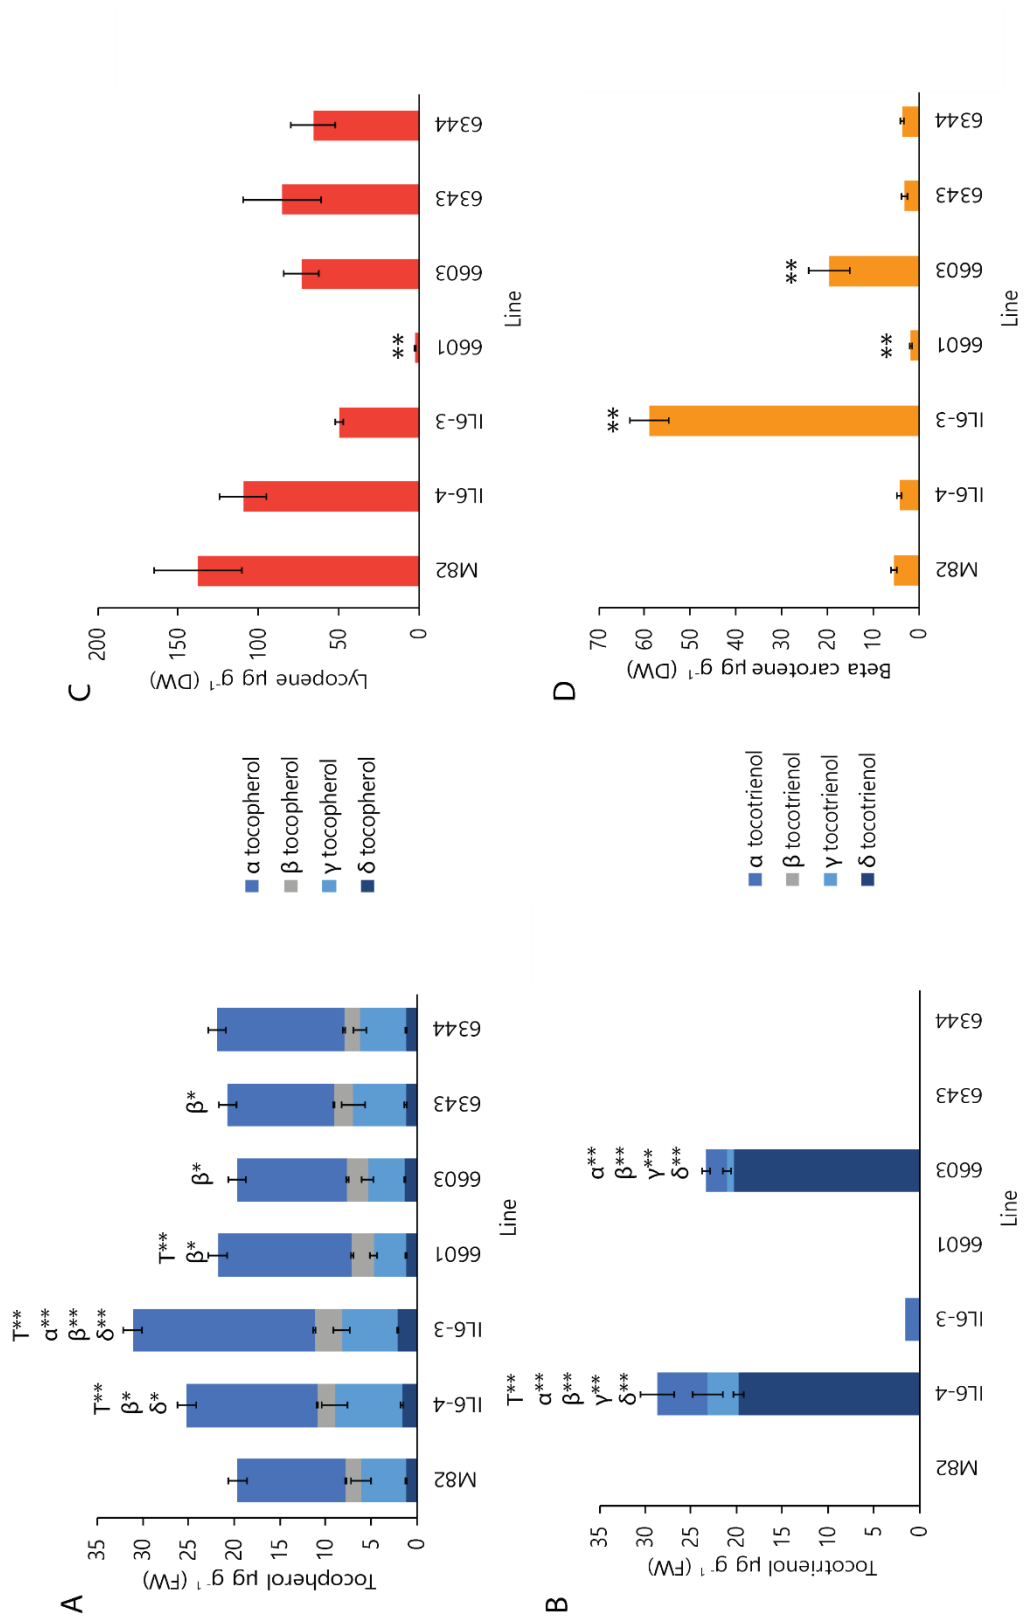 A
Tocopherol µg g⁻¹ (FW)
35
30
25
20
15
10
5
0
T**
β*
δ*
T**
α**
β**
δ**
T**
β*
β*
β*
M82
IL6-4
IL6-3
6601
6603
6343
6344
Line
α tocopherol
β tocopherol
γ tocopherol
δ tocopherol
C
Lycopene µg g⁻¹ (DW)
200
150
100
50
0
**
M82
IL6-4
IL6-3
6601
6603
6343
6344
Line
B
Tocotrienol µg g⁻¹ (FW)
35
30
25
20
15
10
5
0
T**
α**
β**
γ**
δ**
α**
β**
γ**
δ**
M82
IL6-4
IL6-3
6601
6603
6343
6344
Line
α tocotrienol
β tocotrienol
γ tocotrienol
δ tocotrienol
D
Beta carotene µg g⁻¹ (DW)
70
60
50
40
30
20
10
0
**
**
**
M82
IL6-4
IL6-3
6601
6603
6343
6344
Line